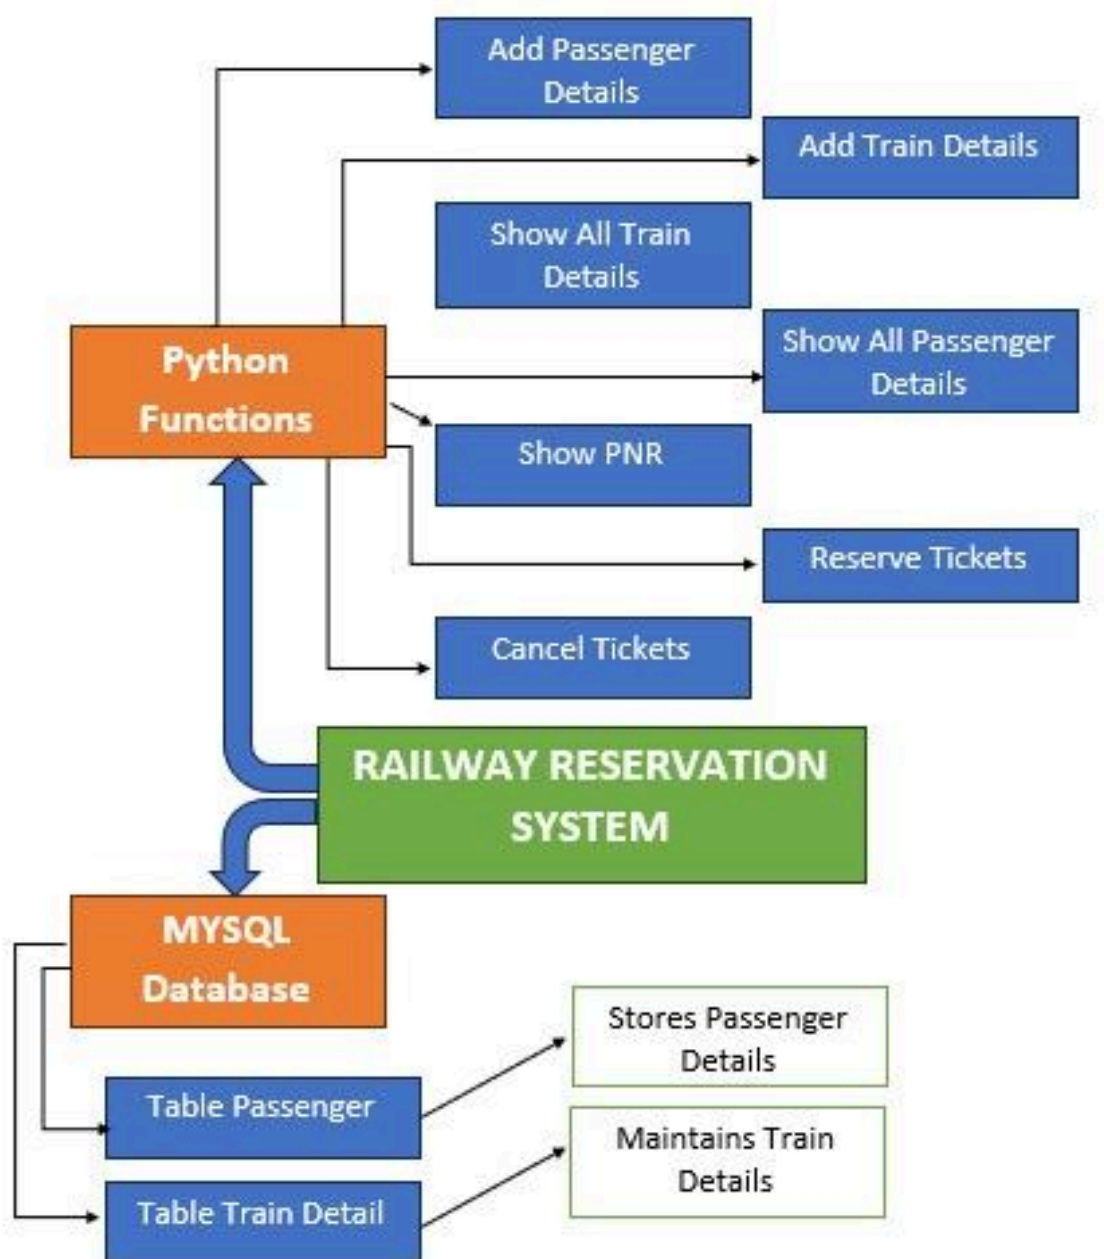 Add Passenger
Details
Add Train Details
Show All Train
Details
Show All Passenger
Details
Python
Functions
Show PNR
Reserve Tickets
Cancel Tickets
RAILWAY RESERVATION
SYSTEM
MYSQL
Database
Stores Passenger
Details
Table Passenger
Maintains Train
Details
Table Train Detail